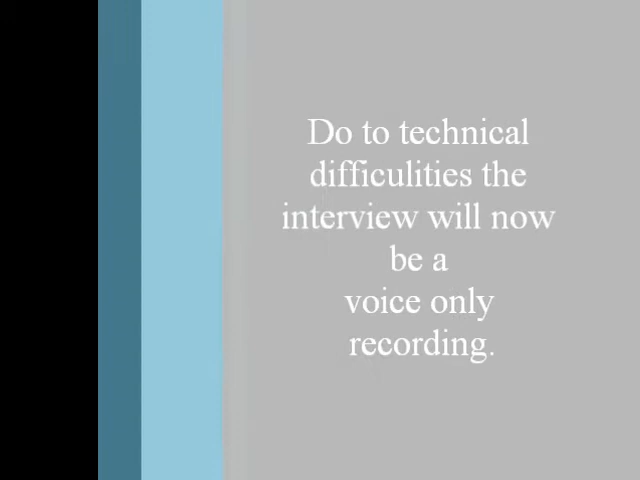 Do to technical
difficulities the
interview will now
be a
voice only
recording.